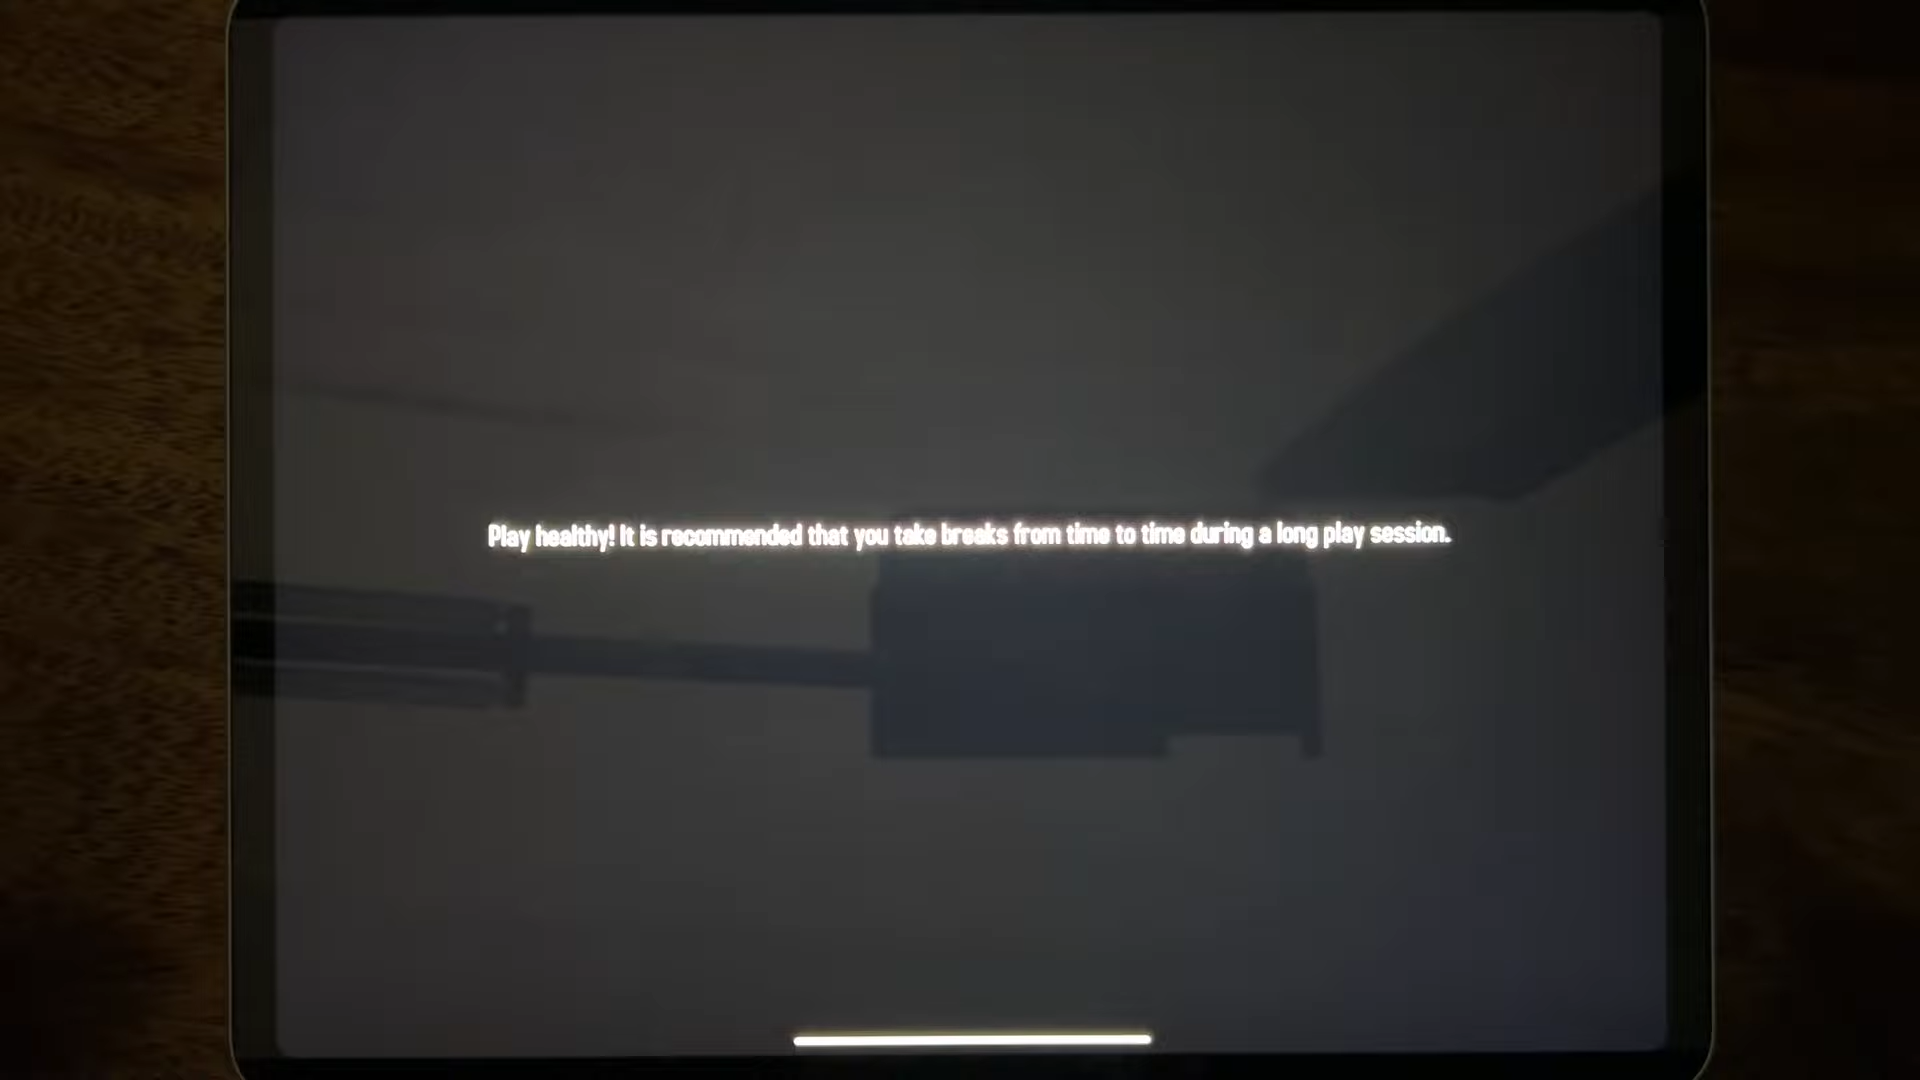 Play healthy! It is recommended that you take breaks from time to time during a long play session.